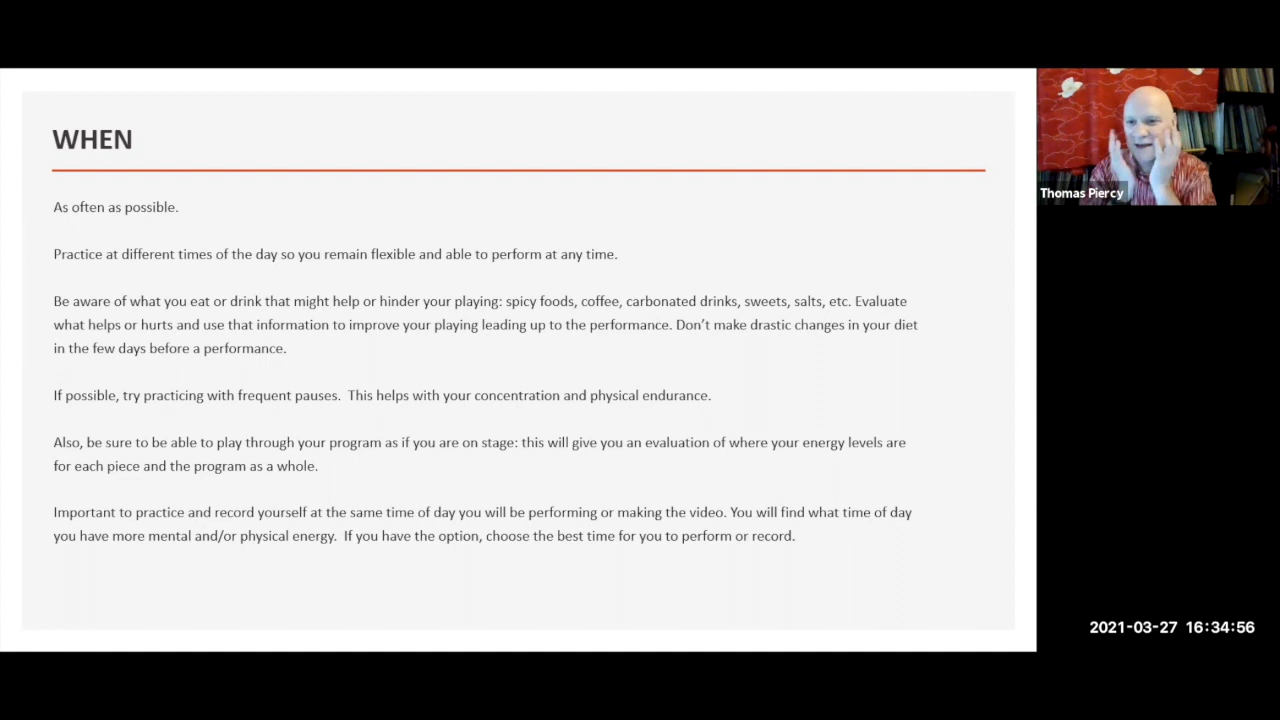 WHEN
As often as possible.
Practice at different times of the day so you remain flexible and able to perform at any time.
Be aware of what you eat or drink that might help or hinder your playing: spicy foods, coffee, carbonated drinks, sweets, salts, etc. Evaluate
what helps or hurts and use that information to improve your playing leading up to the performance. Don’t make drastic changes in your diet
in the few days before a performance.
If possible, try practicing with frequent pauses.  This helps with your concentration and physical endurance.
Also, be sure to be able to play through your program as if you are on stage: this will give you an evaluation of where your energy levels are
for each piece and the program as a whole.
Important to practice and record yourself at the same time of day you will be performing or making the video. You will find what time of day
you have more mental and/or physical energy.  If you have the option, choose the best time for you to perform or record.
Thomas Piercy
2021-03-27 16:34:56